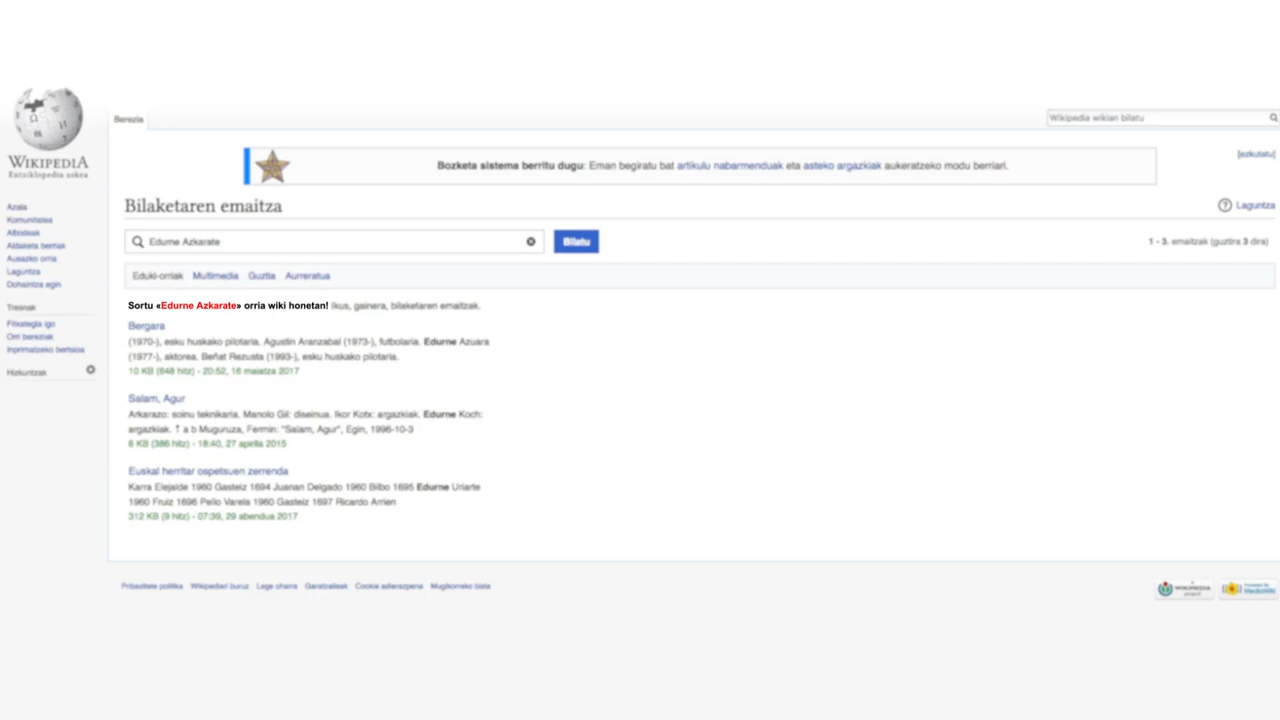 WIKIPEDIA
Entziklopedia askea
Berezia
Wikipedia wikian bilatu
Bozketa sistema berritu dugu: Eman begiratu bat artikulu nabarmenduak eta asteko argazkiak aukeratzeko modu berriari.
[ezkutatu]
Azala
Komunitatea
Albisteak
Aldaketa berriak
Ausazko orria
Laguntza
Dohaintza egin
Tresnak
Fitxategia igo
Orri bereziak
Inprimatzeko bertsioa
Hizkuntzak
Bilaketaren emaitza
Laguntza
Edurne Azkarate
Bilatu
1 - 3. emaitzak (guztira 3 dira)
Eduki-orriak Multimedia Guztia Aurreratua
Sortu «Edurne Azkarate» orria wiki honetan! Ikus, gainera, bilaketaren emaitzak.
Bergara
(1970-), esku huskako pilotaria. Agustin Aranzabal (1973-), futbolaria. Edurne Azuara
(1977-), aktorea. Beñat Rezusta (1993-), esku huskako pilotaria.
10 KB (648 hitz) - 20:52, 16 maiatza 2017
Salam, Agur
Arkarazo: soinu teknikaria. Manolo Gil: diseinua. Ikor Kotx: argazkiak. Edurne Koch:
argazkiak. ↑ a b Muguruza, Fermin: "Salam, Agur", Egin, 1996-10-3
6 KB (386 hitz) - 18:40, 27 apirila 2015
Euskal herritar ospetsuen zerrenda
Karra Elejalde 1960 Gasteiz 1694 Juanan Delgado 1960 Bilbo 1695 Edurne Uriarte
1960 Fruiz 1696 Pello Varela 1960 Gasteiz 1697 Ricardo Arrien
312 KB (9 hitz) - 07:39, 29 abendua 2017
Pribazitate politika Wikipediari buruz Lege oharra Garatzaileak Cookie adierazpena Mugikorreko bista
A WIKIMEDIA project
Powered by MediaWiki